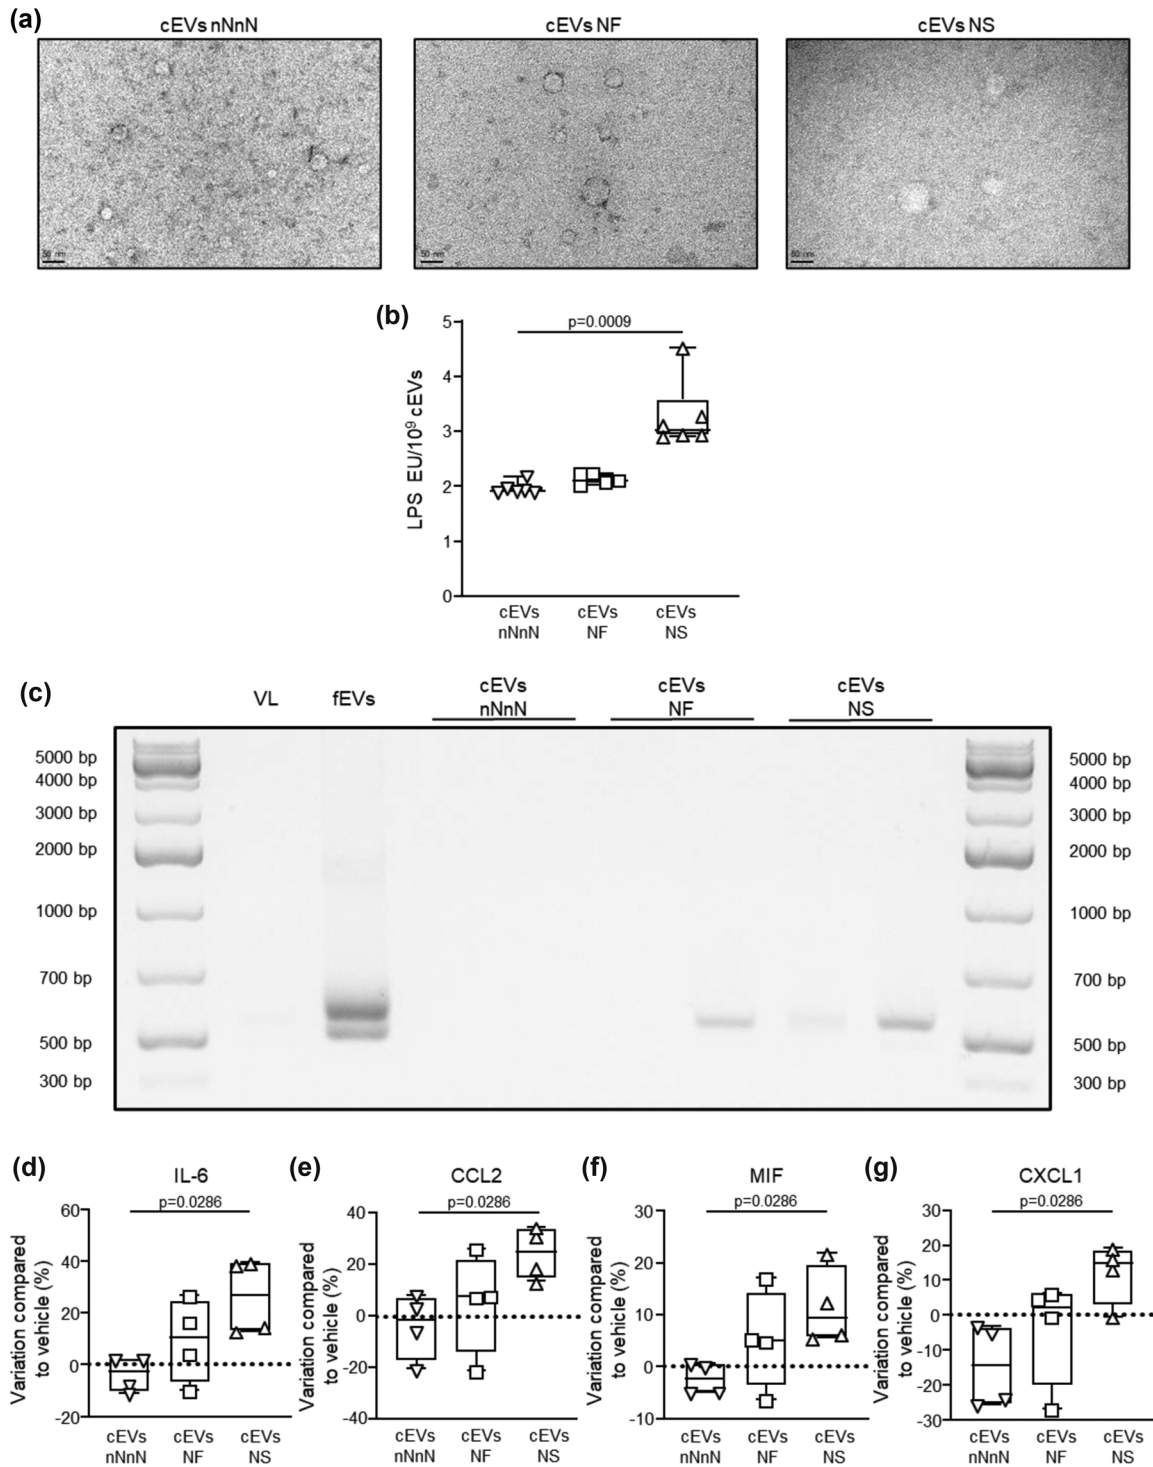 (a)
cEVs nNnN
cEVs NF
cEVs NS
50 nm
50 nm
50 nm
(b)
LPS EU/10⁹ cEVs
5
4
3
2
1
0
p=0.0009
cEVs
nNnN
cEVs
NF
cEVs
NS
(c)
VL
fEVs
cEVs
nNnN
cEVs
NF
cEVs
NS
5000 bp
4000 bp
3000 bp
2000 bp
1000 bp
700 bp
500 bp
300 bp
5000 bp
4000 bp
3000 bp
2000 bp
1000 bp
700 bp
500 bp
300 bp
(d)
IL-6
p=0.0286
Variation compared
to vehicle (%)
60
40
20
0
-20
cEVs
nNnN
cEVs
NF
cEVs
NS
(e)
CCL2
p=0.0286
Variation compared
to vehicle (%)
40
20
0
-20
-40
cEVs
nNnN
cEVs
NF
cEVs
NS
(f)
MIF
p=0.0286
Variation compared
to vehicle (%)
30
20
10
0
-10
cEVs
nNnN
cEVs
NF
cEVs
NS
(g)
CXCL1
p=0.0286
Variation compared
to vehicle (%)
30
20
10
0
-10
-20
-30
cEVs
nNnN
cEVs
NF
cEVs
NS